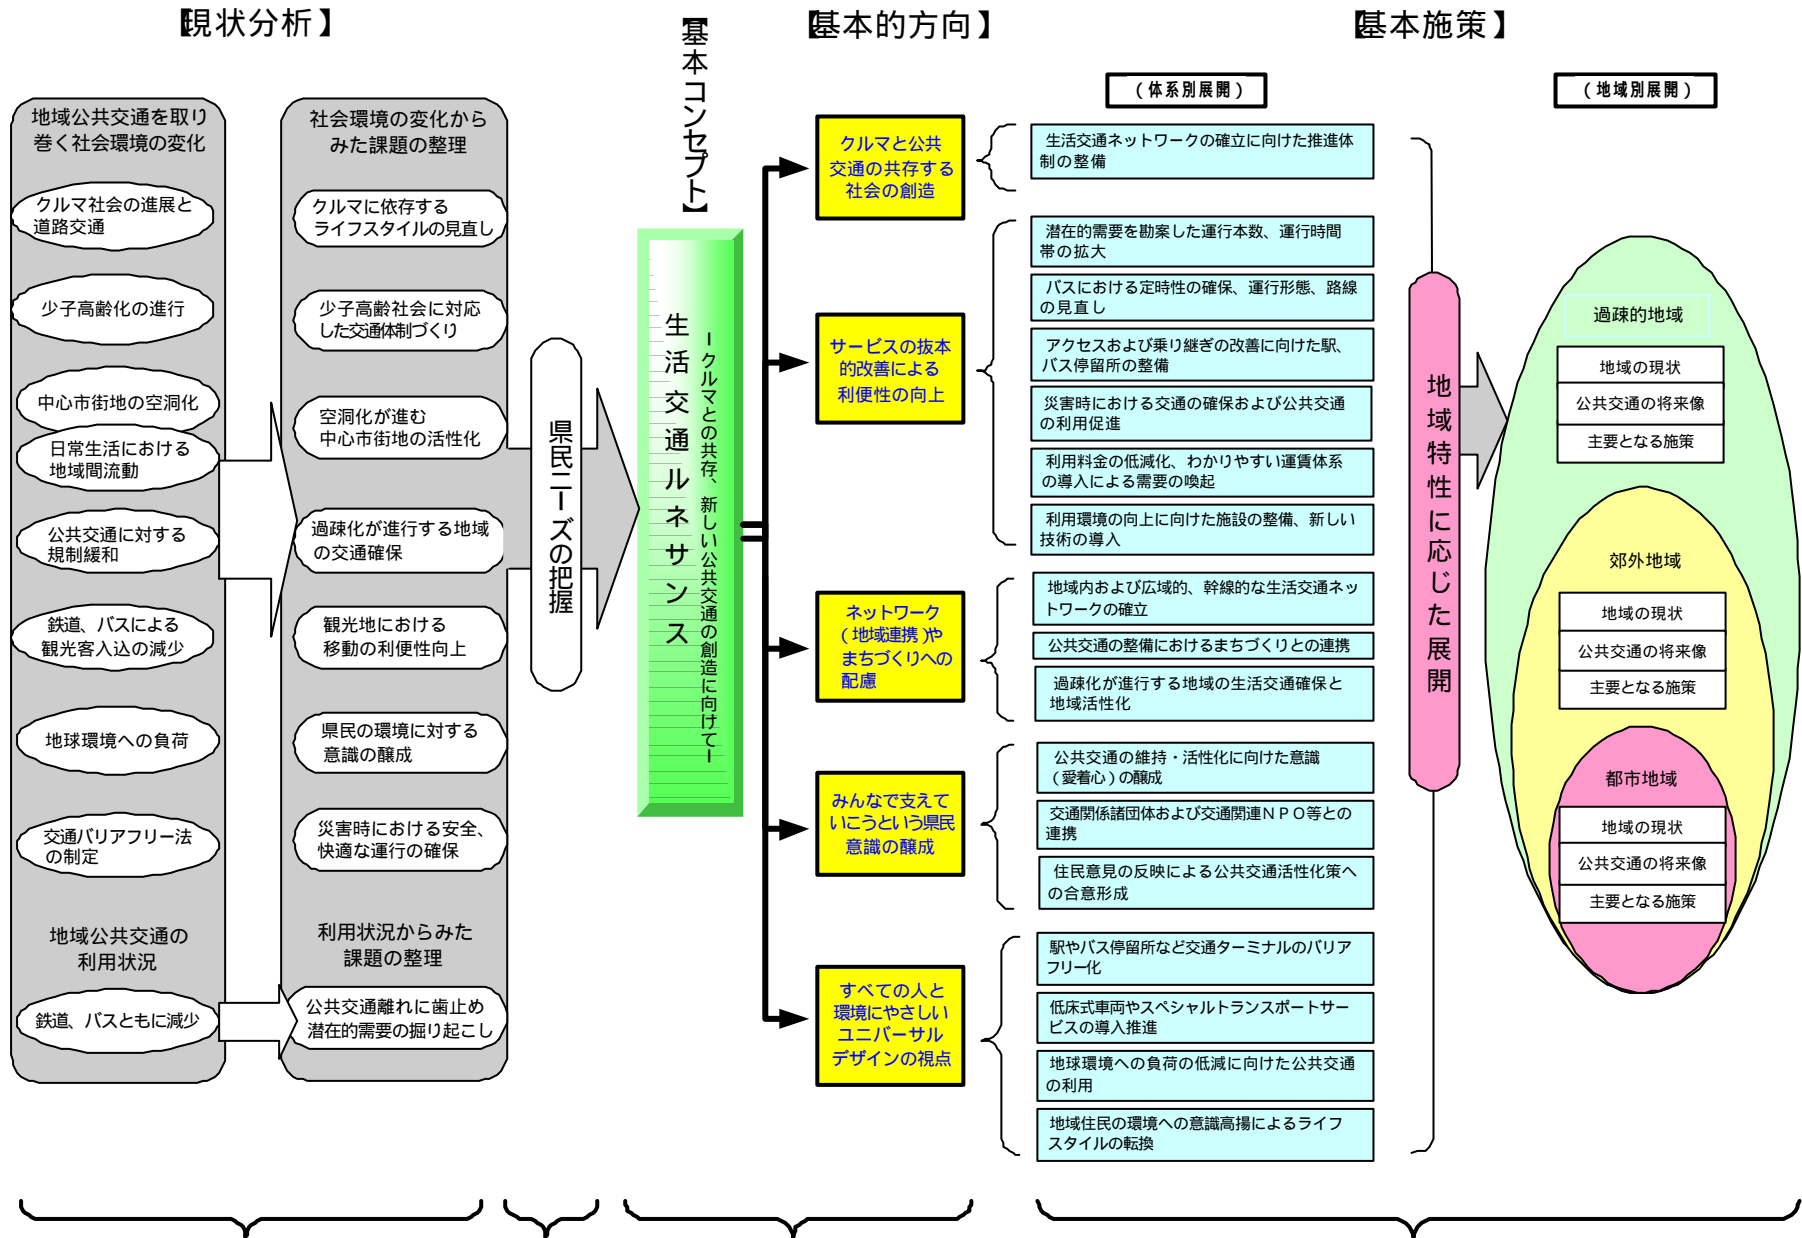 【現状分析】
地域公共交通を取り
巻く社会環境の変化
クルマ社会の進展と
道路交通
少子高齢化の進行
中心市街地の空洞化
日常生活における
地域間流動
公共交通に対する
規制緩和
鉄道、バスによる
観光客入込の減少
地球環境への負荷
交通バリアフリー法
の制定
地域公共交通の
利用状況
鉄道、バスともに減少
社会環境の変化から
みた課題の整理
クルマに依存する
ライフスタイルの見直し
少子高齢社会に対応
した交通体制づくり
空洞化が進む
中心市街地の活性化
過疎化が進行する地域
の交通確保
観光地における
移動の利便性向上
県民の環境に対する
意識の醸成
災害時における安全、
快適な運行の確保
利用状況からみた
課題の整理
公共交通離れに歯止め
潜在的需要の掘り起こし
県民ニーズの把握
【基本コンセプト】
生活交通ルネサンス
ークルマとの共存、新しい公共交通の創造に向けてー
【基本的方向】
クルマと公共
交通の共存する
社会の創造
サービスの抜本
的改善による
利便性の向上
ネットワーク
(地域連携)や
まちづくりへの
配慮
みんなで支えて
いこうという県民
意識の醸成
すべての人と
環境にやさしい
ユニバーサル
デザインの視点
【基本施策】
(体系別展開)
生活交通ネットワークの確立に向けた推進体
制の整備
潜在的需要を勘案した運行本数、運行時間
帯の拡大
バスにおける定時性の確保、運行形態、路線
の見直し
アクセスおよび乗り継ぎの改善に向けた駅、
バス停留所の整備
災害時における交通の確保および公共交通
の利用促進
利用料金の低減化、わかりやすい運賃体系
の導入による需要の喚起
利用環境の向上に向けた施設の整備、新しい
技術の導入
地域内および広域的、幹線的な生活交通ネッ
トワークの確立
公共交通の整備におけるまちづくりとの連携
過疎化が進行する地域の生活交通確保と
地域活性化
公共交通の維持・活性化に向けた意識
(愛着心)の醸成
交通関係諸団体および交通関連NPO等との
連携
住民意見の反映による公共交通活性化策へ
の合意形成
駅やバス停留所など交通ターミナルのバリア
フリー化
低床式車両やスペシャルトランスポートサー
ビスの導入推進
地球環境への負荷の低減に向けた公共交通
の利用
地域住民の環境への意識高揚によるライフ
スタイルの転換
地域特性に応じた展開
(地域別展開)
過疎的地域
地域の現状
公共交通の将来像
主要となる施策
郊外地域
地域の現状
公共交通の将来像
主要となる施策
都市地域
地域の現状
公共交通の将来像
主要となる施策